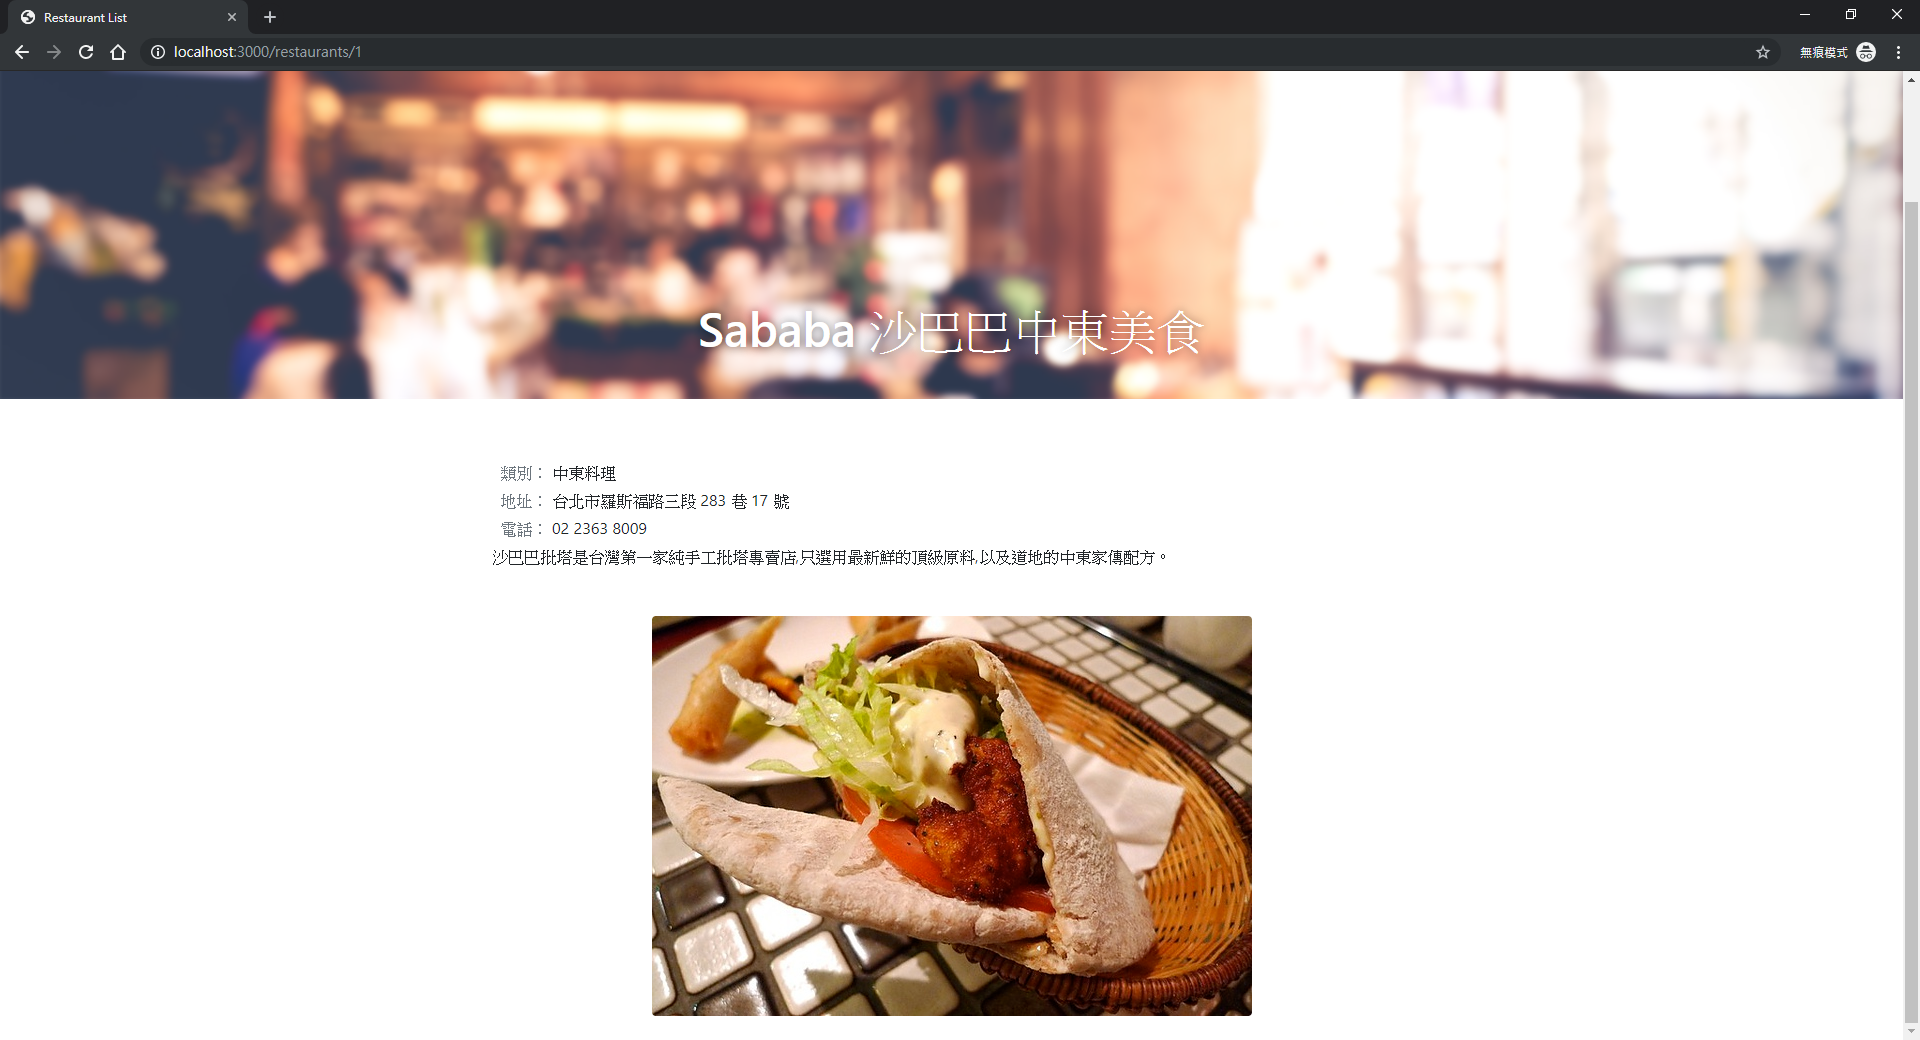 Restaurant List
localhost:3000/restaurants/1
無痕模式
Sababa 沙巴巴中東美食
類別： 中東料理
地址： 台北市羅斯福路三段 283 巷 17 號
電話： 02 2363 8009
沙巴巴批塔是台灣第一家純手工批塔專賣店,只選用最新鮮的頂級原料,以及道地的中東家傳配方。